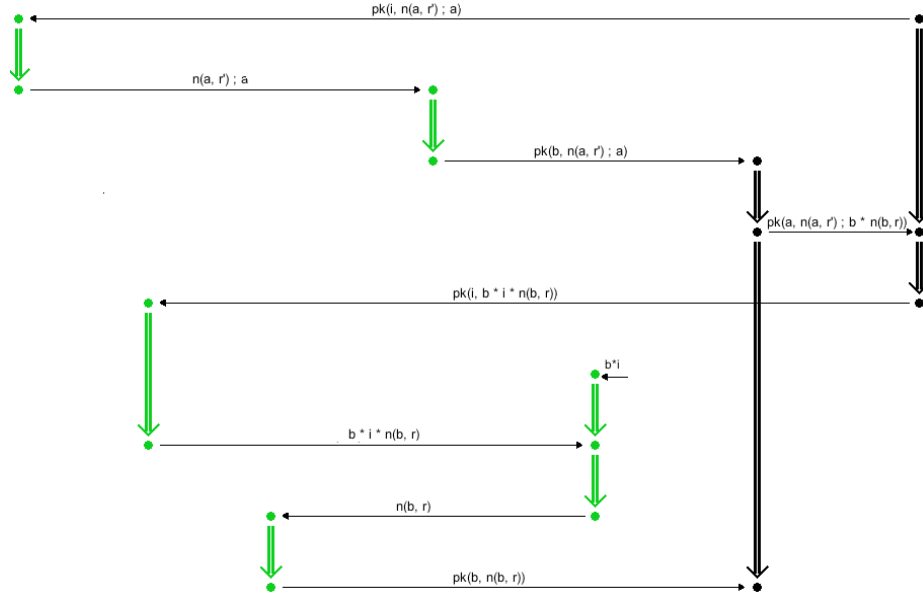 pk(i, n(a, r') ; a)
n(a, r') ; a
pk(b, n(a, r') ; a)
pk(a, n(a, r') ; b * n(b, r))
pk(i, b * i * n(b, r))
b*i
b * i * n(b, r)
n(b, r)
pk(b, n(b, r))